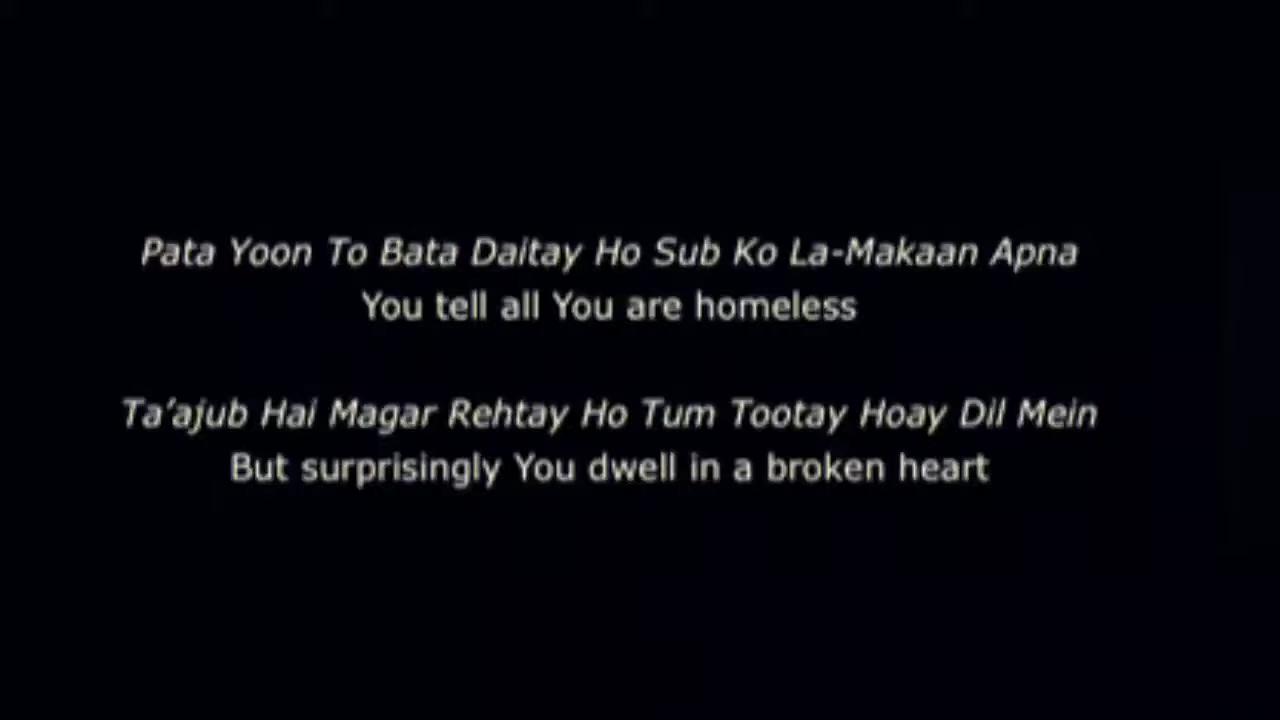 Pata Yoon To Bata Daitay Ho Sub Ko La-Makaan Apna
You tell all You are homeless
Ta’ajub Hai Magar Rehtay Ho Tum Tootay Hoay Dil Mein
But surprisingly You dwell in a broken heart